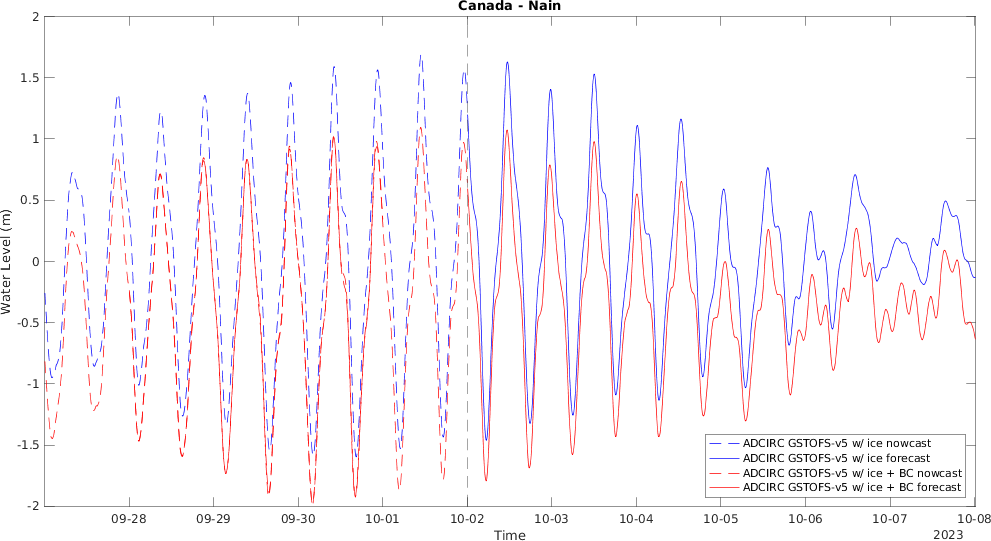 Canada - Nain
2
1.5
1
0.5
0
-0.5
-1
-1.5
-2
Water Level (m)
ADCIRC GSTOFS-v5 w/ ice nowcast
ADCIRC GSTOFS-v5 w/ ice forecast
ADCIRC GSTOFS-v5 w/ ice + BC nowcast
ADCIRC GSTOFS-v5 w/ ice + BC forecast
09-28 09-29 09-30 10-01 10-02 10-03 10-04 10-05 10-06 10-07 10-08
Time
2023